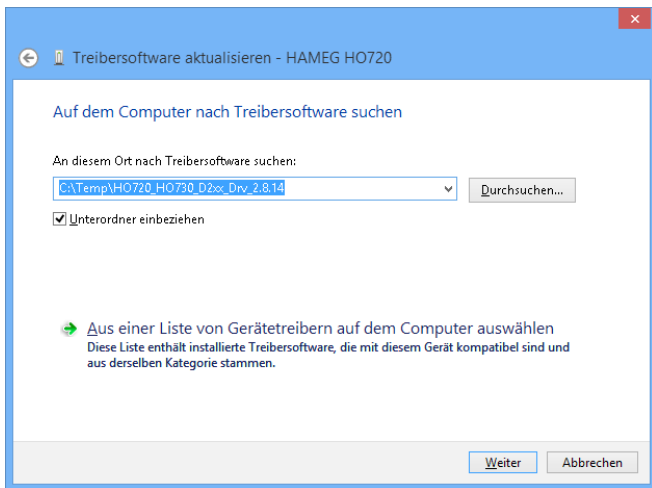 Treibersoftware aktualisieren - HAMEG HO720
Auf dem Computer nach Treibersoftware suchen
An diesem Ort nach Treibersoftware suchen:
C:\Temp\HO720_HO730_D2xx_Drv_2.8.14
Durchsuchen...
Unterordner einbeziehen
Aus einer Liste von Gerätetreibern auf dem Computer auswählen
Diese Liste enthält installierte Treibersoftware, die mit diesem Gerät kompatibel sind und
aus derselben Kategorie stammen.
Weiter
Abbrechen